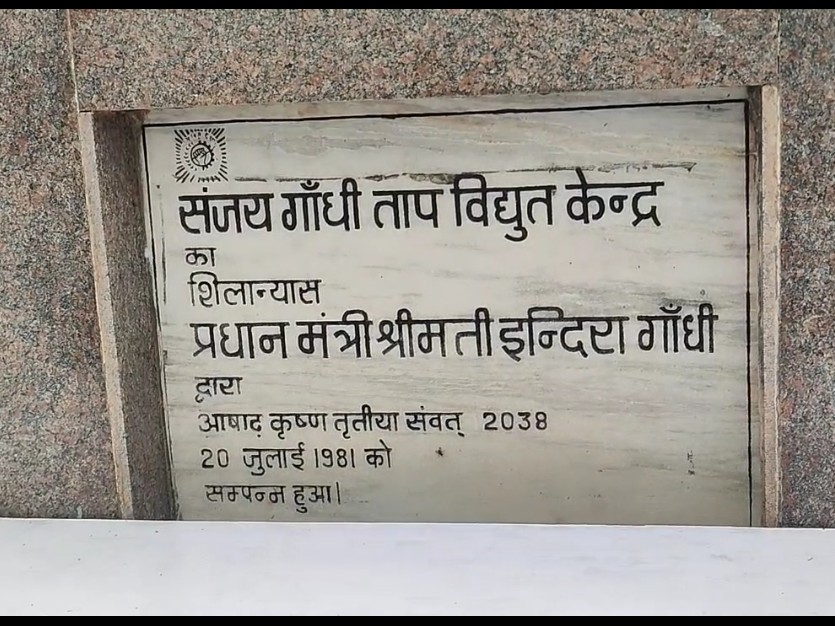 संजय गाँधी ताप विद्युत केन्द्र
का
शिलान्यास
प्रधान मंत्री श्रीमती इन्दिरा गाँधी
द्वारा
आषाढ़ कृष्ण तृतीया संवत् 2038
20 जुलाई 1981 को
सम्पन्न हुआ।